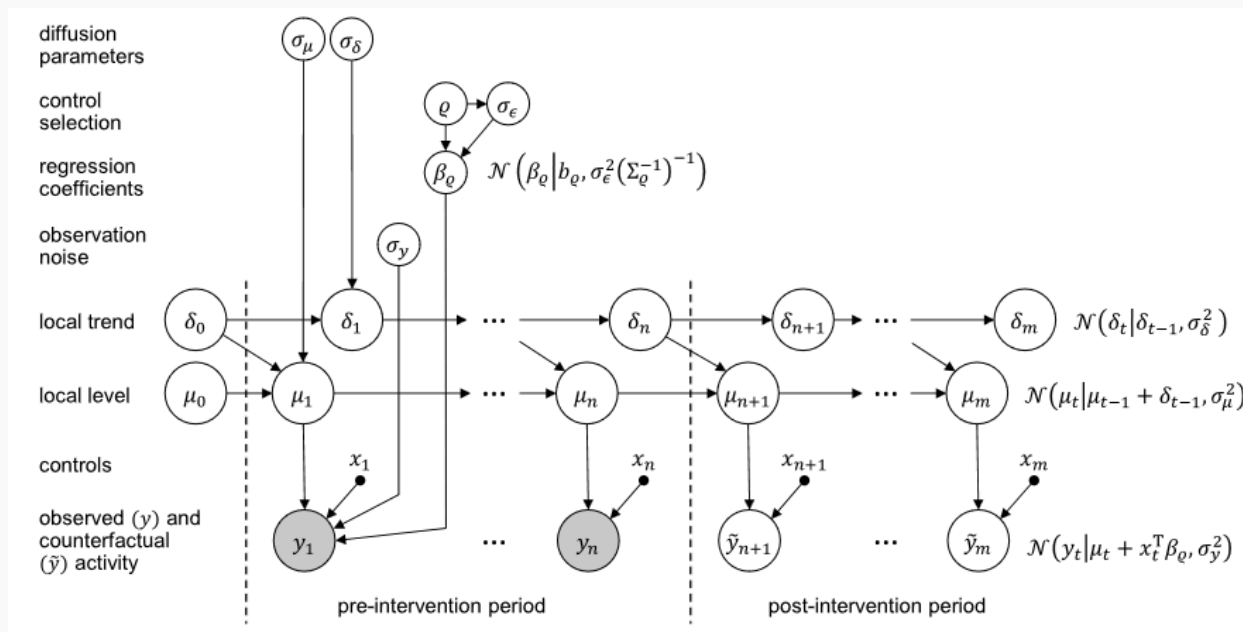 diffusion
parameters
σ_μ σ_δ
control
selection
ϱ σ_ϵ
regression
coefficients
β_ϱ 𝒩(β_ϱ|b_ϱ, σ_ϵ²(Σ_ϱ⁻¹)⁻¹)
observation
noise
σ_y
local trend δ_0 δ_1 ... δ_n δ_{n+1} ... δ_m 𝒩(δ_t|δ_{t−1}, σ_δ²)
local level μ_0 μ_1 ... μ_n μ_{n+1} ... μ_m 𝒩(μ_t|μ_{t−1} + δ_{t−1}, σ_μ²)
controls x_1 x_n x_{n+1} x_m
observed (y) and
counterfactual
(ỹ) activity
y_1 ... y_n ỹ_{n+1} ... ỹ_m 𝒩(y_t|μ_t + x_t^T β_ϱ, σ_y²)
pre-intervention period post-intervention period